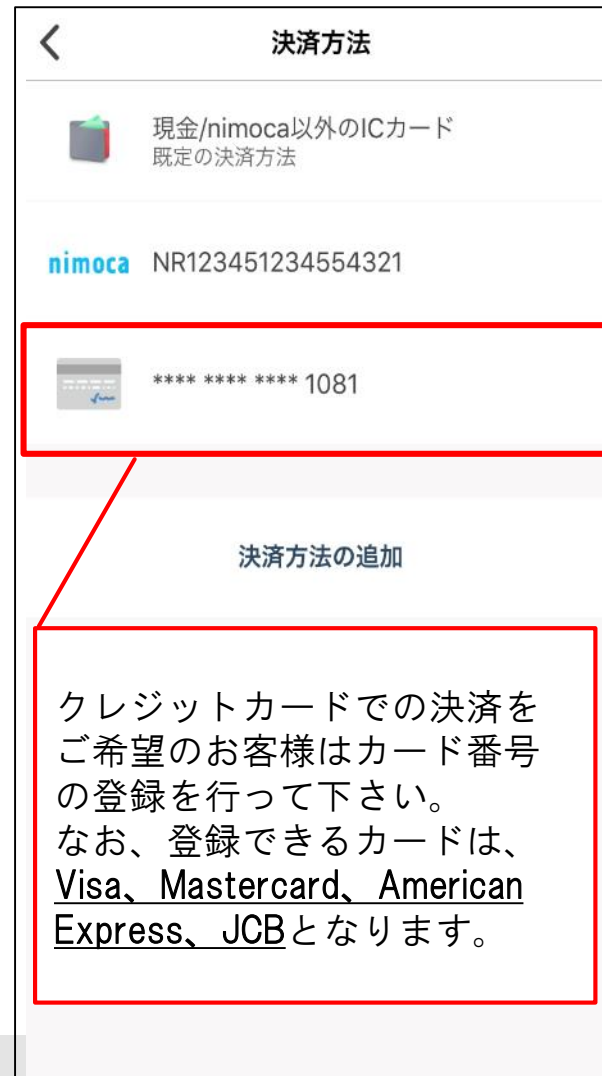 決済方法
現金/nimoca以外のICカード
既定の決済方法
nimoca NR123451234554321
**** **** **** 1081
決済方法の追加
クレジットカードでの決済を
ご希望のお客様はカード番号
の登録を行って下さい。
なお、登録できるカードは、
Visa、Mastercard、American
Express、JCBとなります。